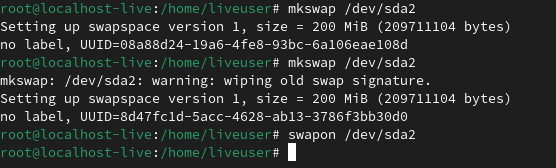 root@localhost-live:/home/liveuser# mkswap /dev/sda2
Setting up swapspace version 1, size = 200 MiB (209711104 bytes)
no label, UUID=08a88d24-19a6-4fe8-93bc-6a106eae108d
root@localhost-live:/home/liveuser# mkswap /dev/sda2
mkswap: /dev/sda2: warning: wiping old swap signature.
Setting up swapspace version 1, size = 200 MiB (209711104 bytes)
no label, UUID=8d47fc1d-5acc-4628-ab13-3786f3bb30d0
root@localhost-live:/home/liveuser# swapon /dev/sda2
root@localhost-live:/home/liveuser#